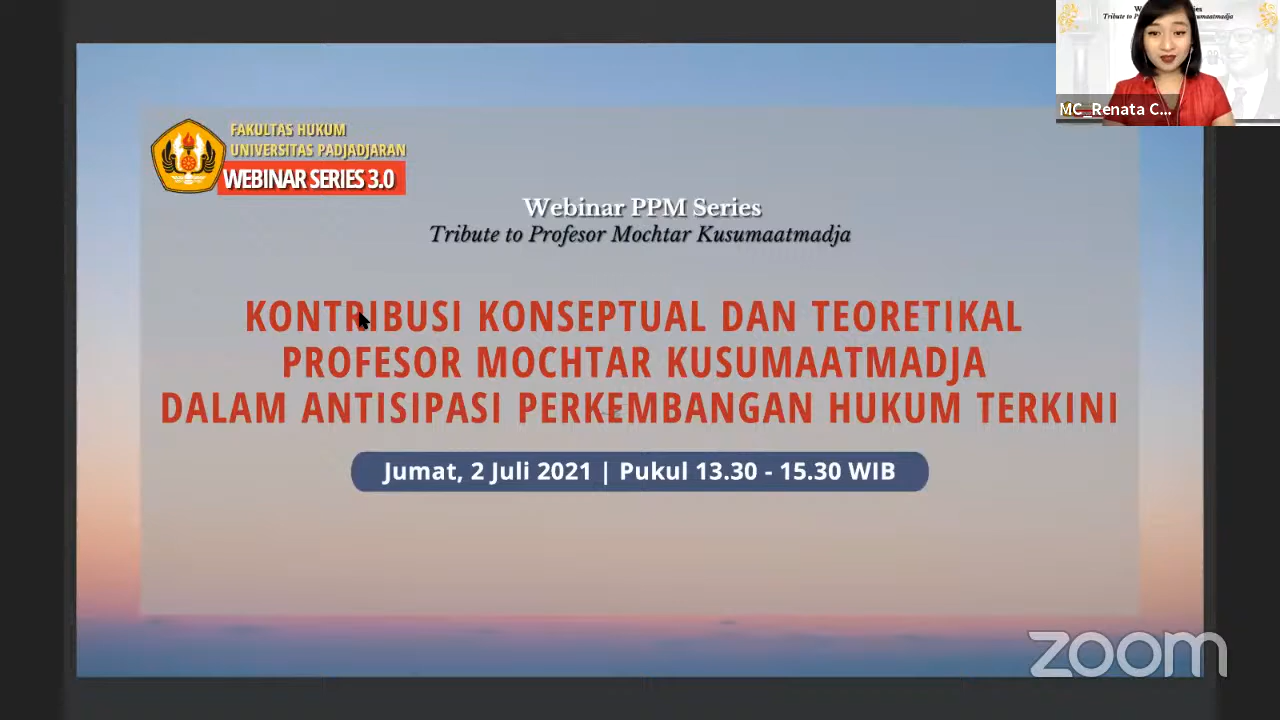 Tribute to
MC_Renata C...
FAKULTAS HUKUM
UNIVERSITAS PADJADJARAN
WEBINAR SERIES 3.0
Webinar PPM Series
Tribute to Profesor Mochtar Kusumaatmadja
KONTRIBUSI KONSEPTUAL DAN TEORETIKAL
PROFESOR MOCHTAR KUSUMAATMADJA
DALAM ANTISIPASI PERKEMBANGAN HUKUM TERKINI
Jumat, 2 Juli 2021 | Pukul 13.30 - 15.30 WIB
zoom